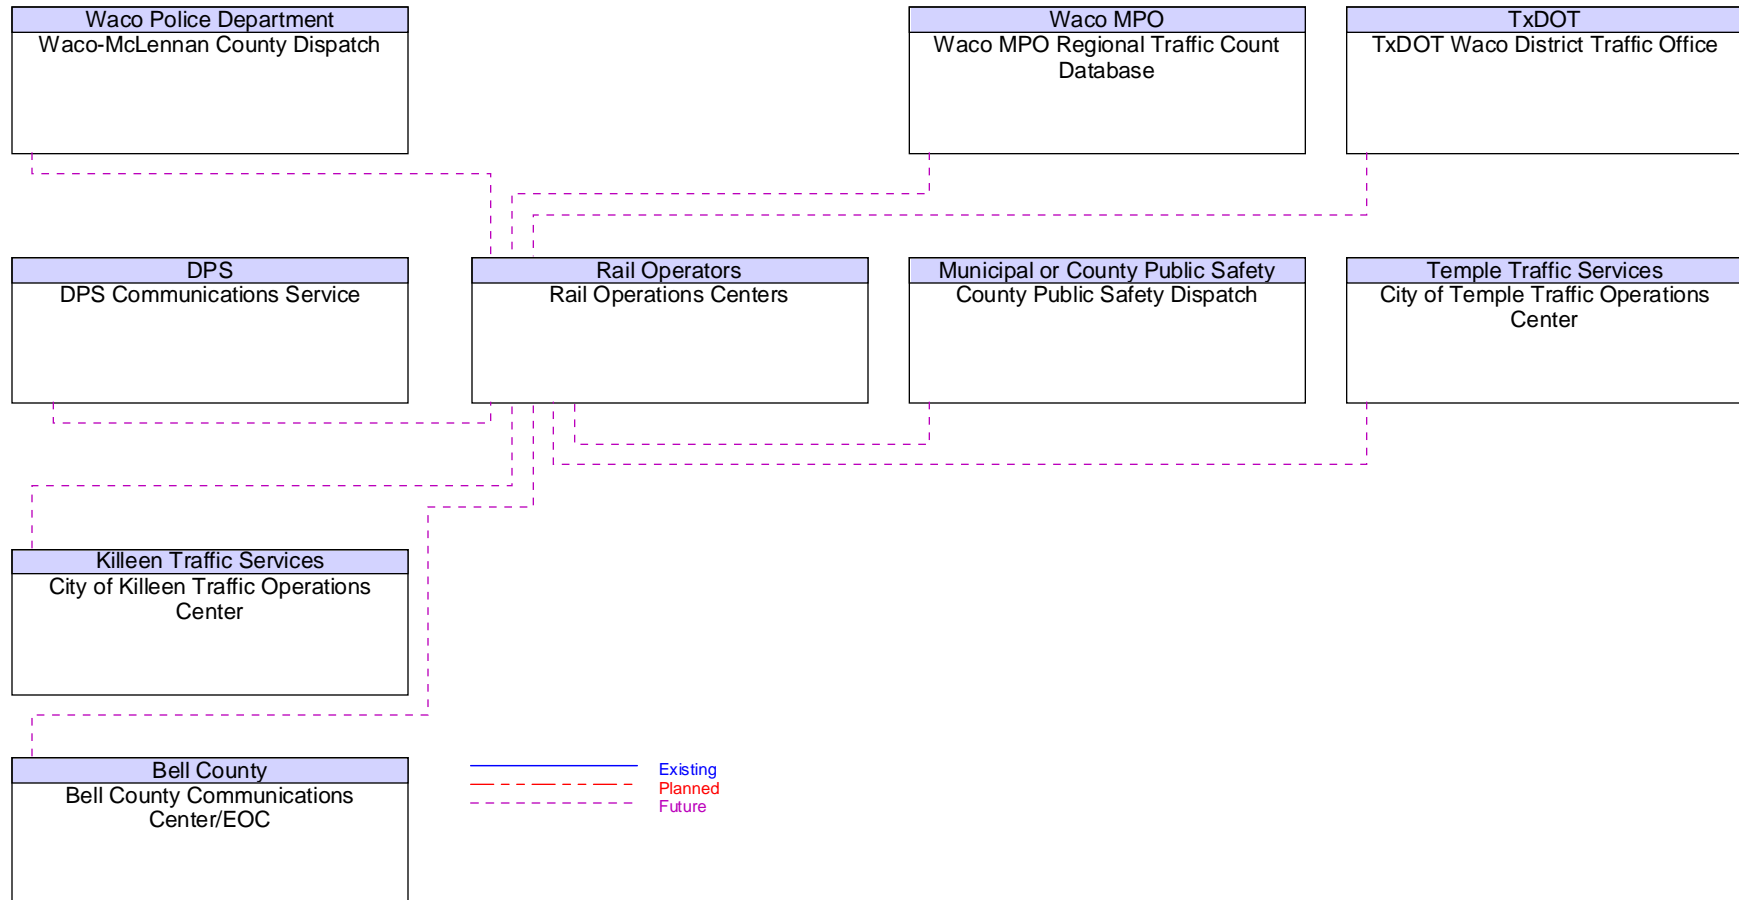 Waco Police Department
Waco-McLennan County Dispatch
Waco MPO
Waco MPO Regional Traffic Count
Database
TxDOT
TxDOT Waco District Traffic Office
DPS
DPS Communications Service
Rail Operators
Rail Operations Centers
Municipal or County Public Safety
County Public Safety Dispatch
Temple Traffic Services
City of Temple Traffic Operations
Center
Killeen Traffic Services
City of Killeen Traffic Operations
Center
Bell County
Bell County Communications
Center/EOC
Existing
Planned
Future